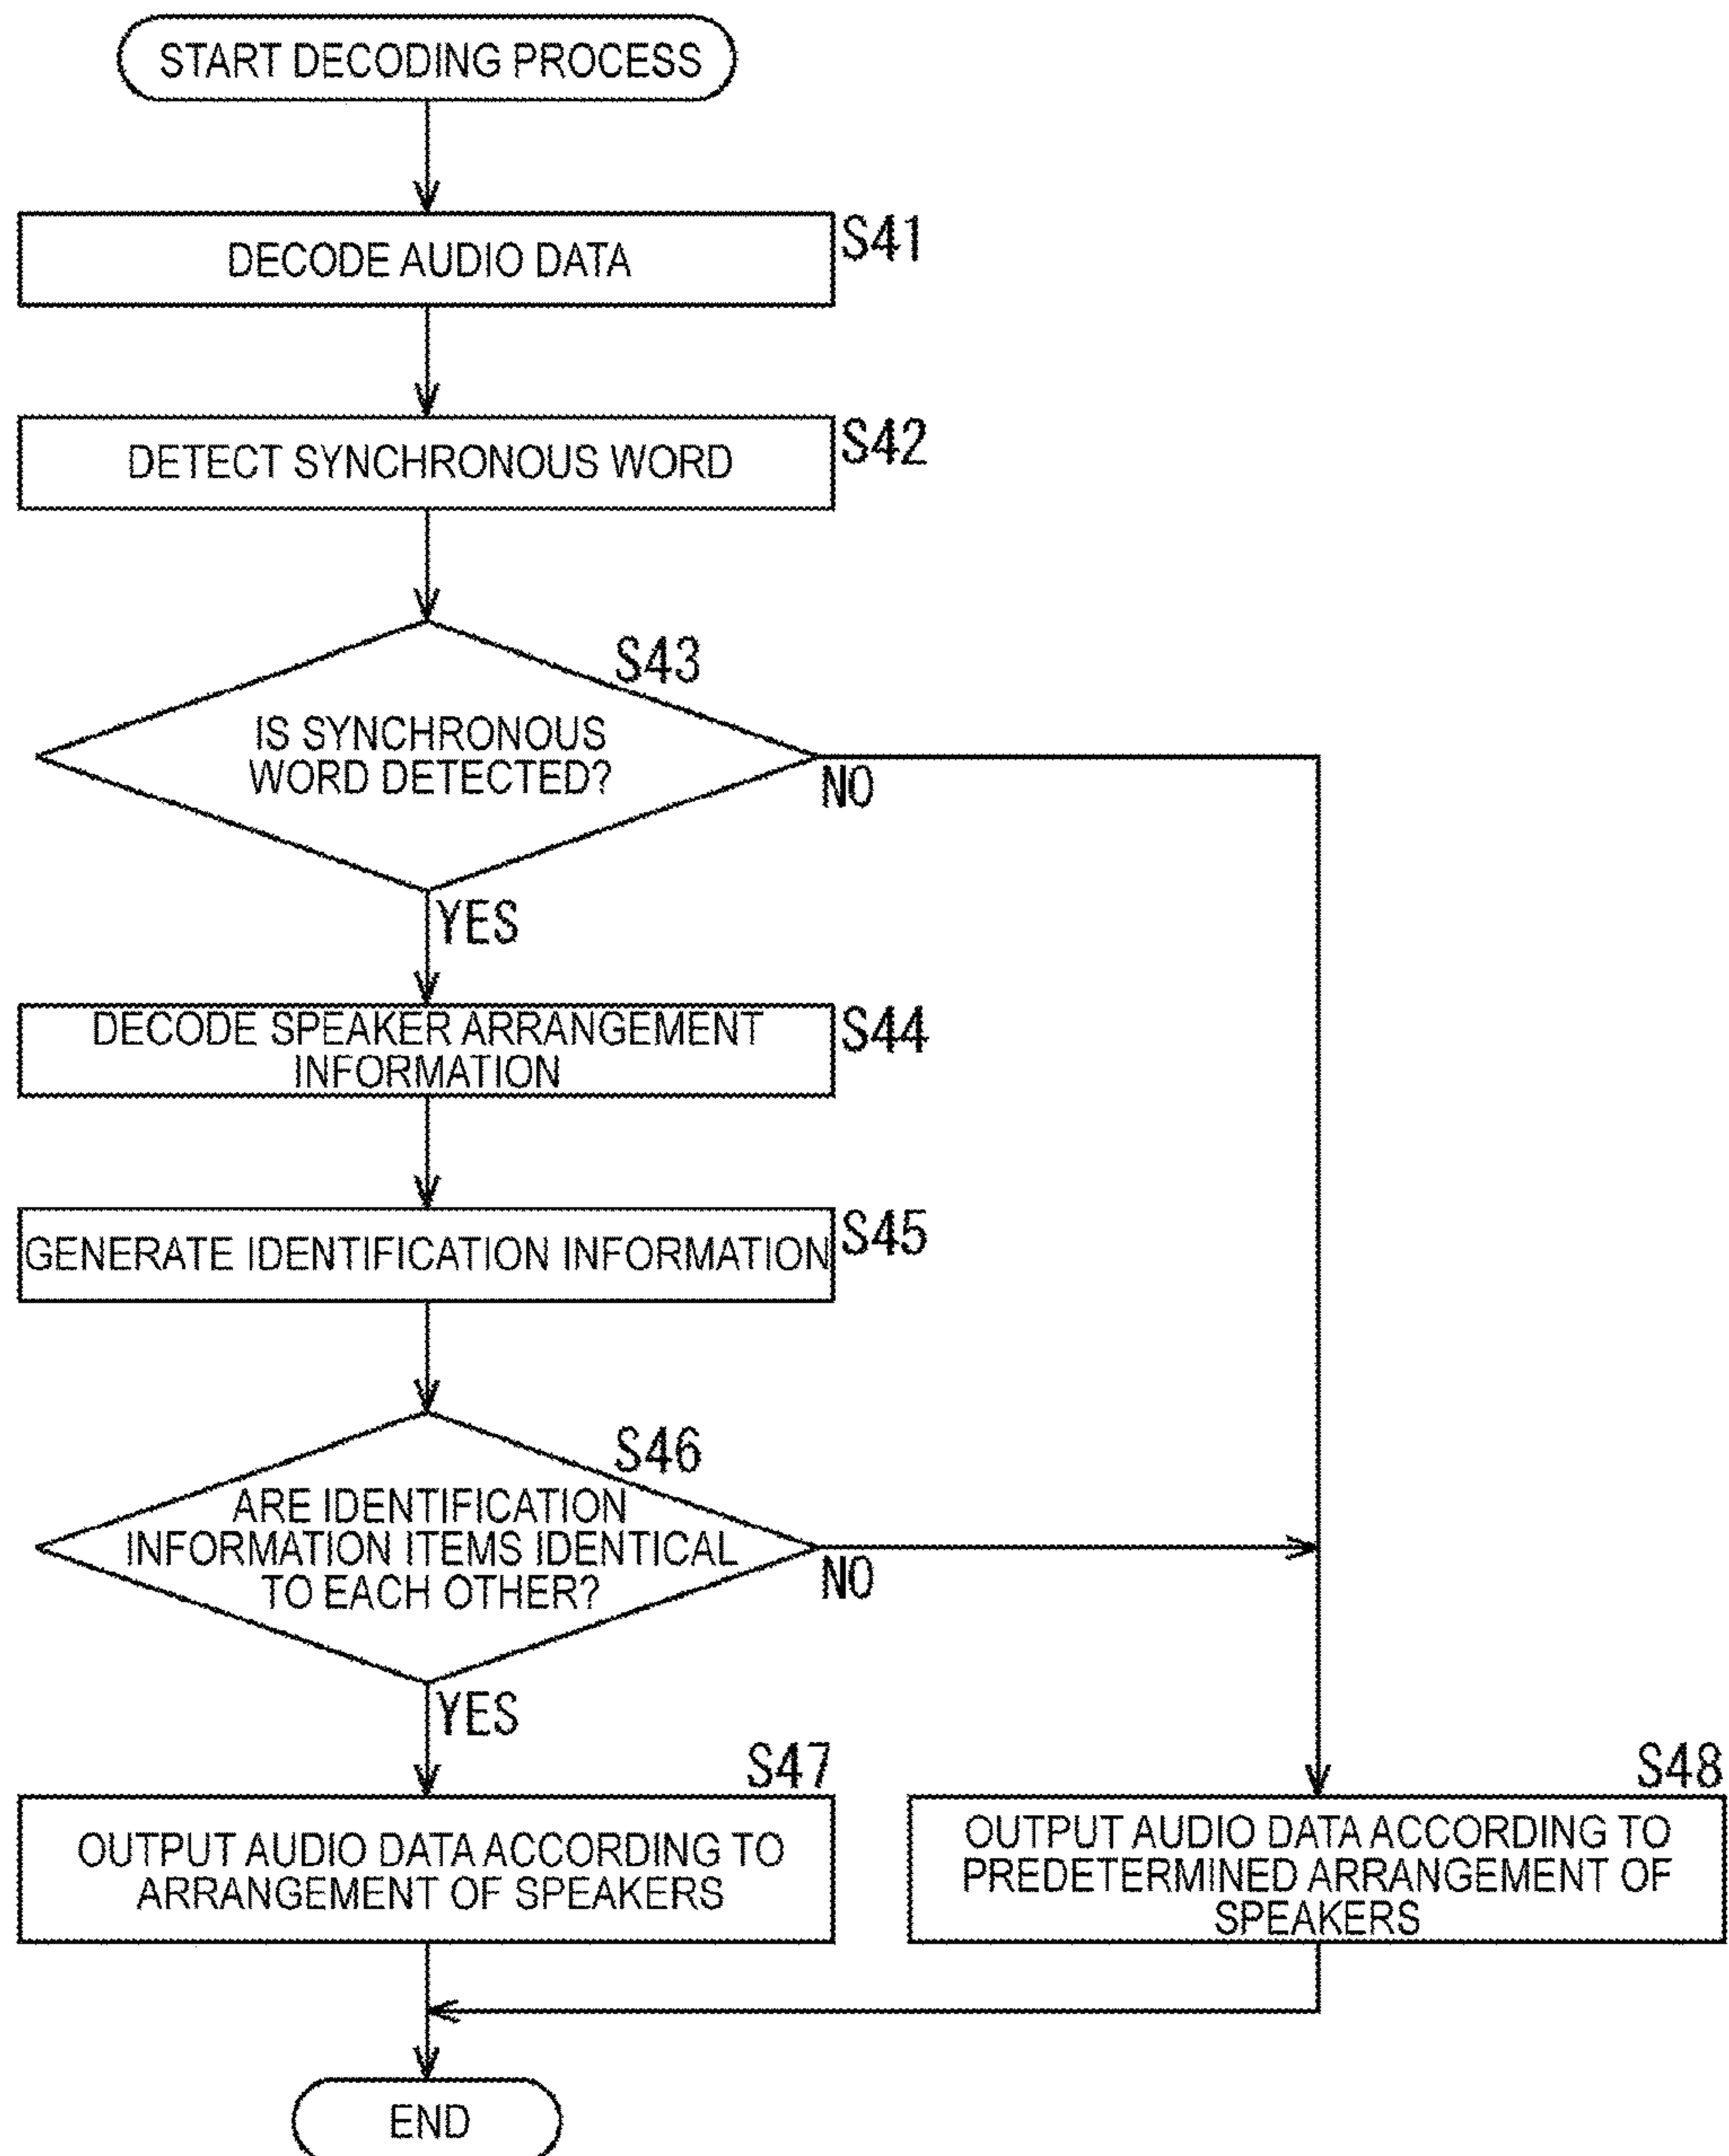 START DECODING PROCESS
S41
DECODE AUDIO DATA
S42
DETECT SYNCHRONOUS WORD
S43
IS SYNCHRONOUS
WORD DETECTED?
NO
YES
S44
DECODE SPEAKER ARRANGEMENT
INFORMATION
S45
GENERATE IDENTIFICATION INFORMATION
S46
ARE IDENTIFICATION
INFORMATION ITEMS IDENTICAL
TO EACH OTHER?
NO
YES
S47
OUTPUT AUDIO DATA ACCORDING TO
ARRANGEMENT OF SPEAKERS
S48
OUTPUT AUDIO DATA ACCORDING TO
PREDETERMINED ARRANGEMENT OF
SPEAKERS
END